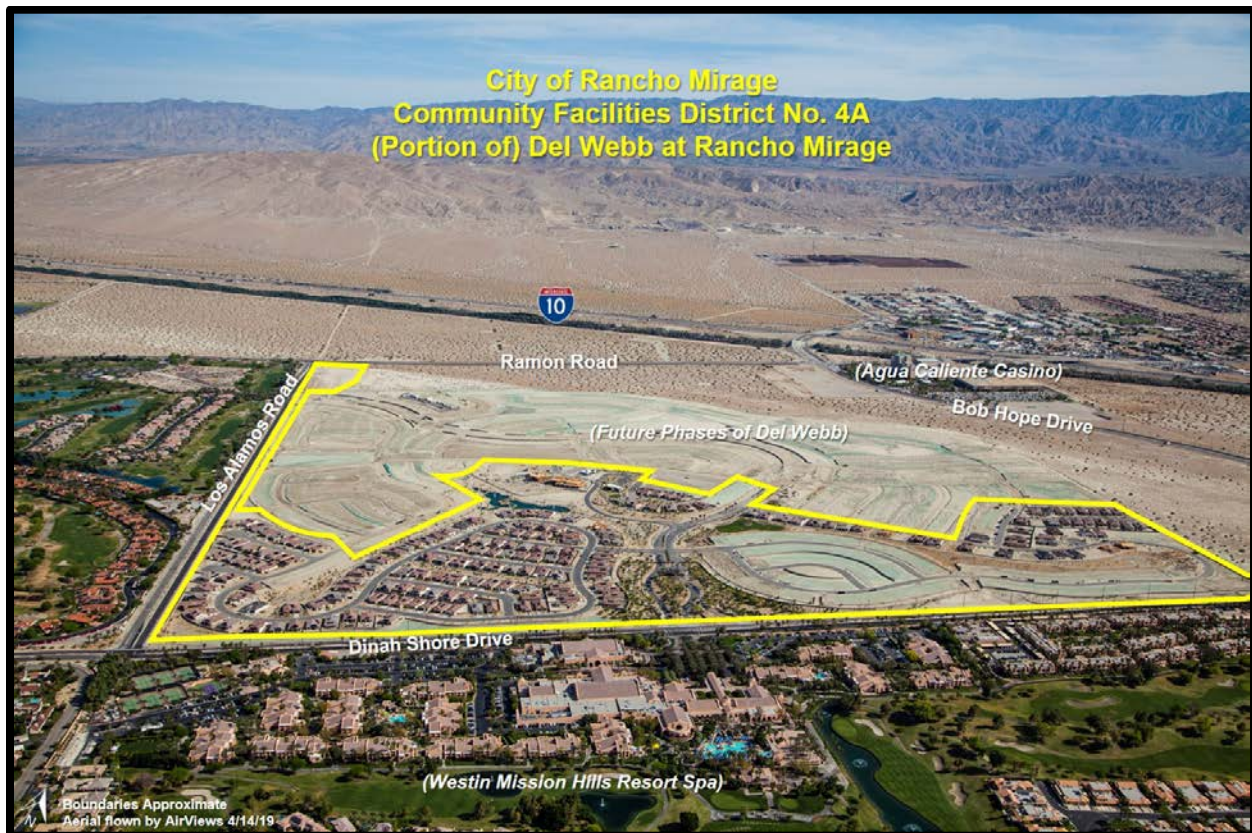 City of Rancho Mirage
Community Facilities District No. 4A
(Portion of) Del Webb at Rancho Mirage
INTERSTATE
10
Ramon Road
(Agua Caliente Casino)
Los Alamos Road
Bob Hope Drive
(Future Phases of Del Webb)
Dinah Shore Drive
(Westin Mission Hills Resort Spa)
N
Boundaries Approximate
Aerial flown by AirViews 4/14/19